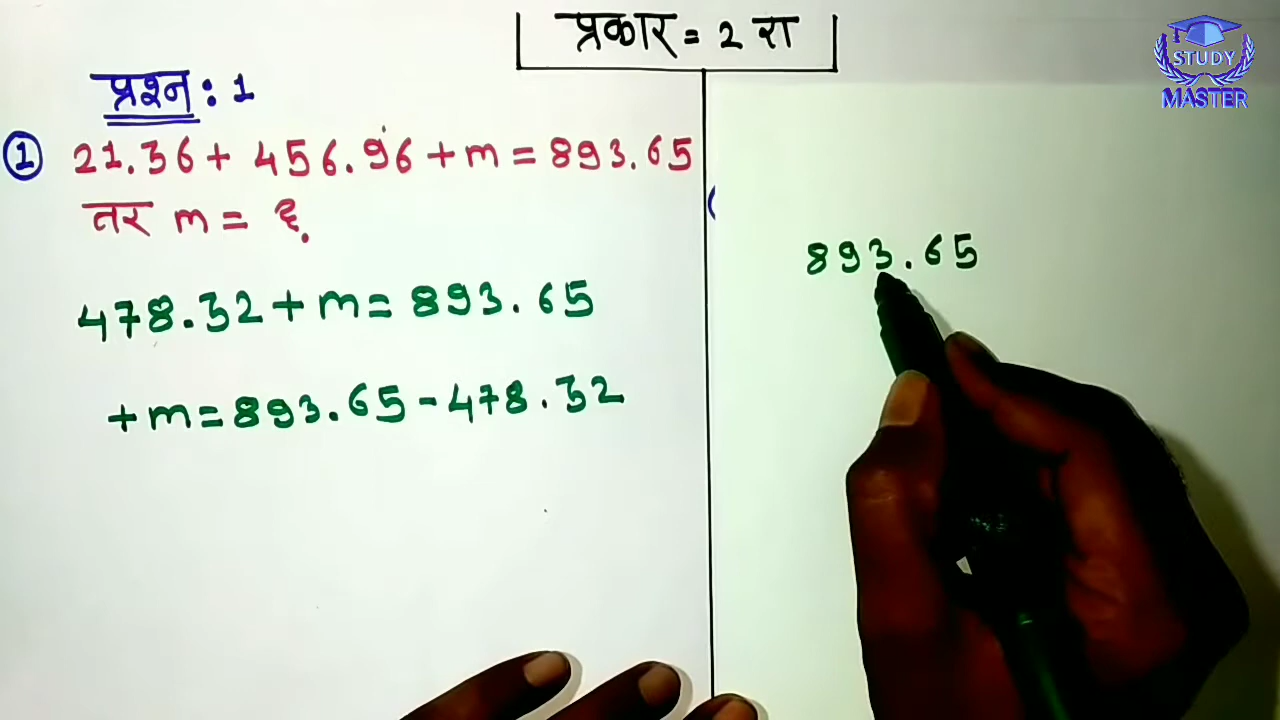 प्रकार = 2 रा
STUDY
MASTER
प्रश्न : 1
① 21.36 + 456.96 + m = 893.65
तर m = ?
478.32 + m = 893.65
+ m = 893.65 - 478.32
893.65